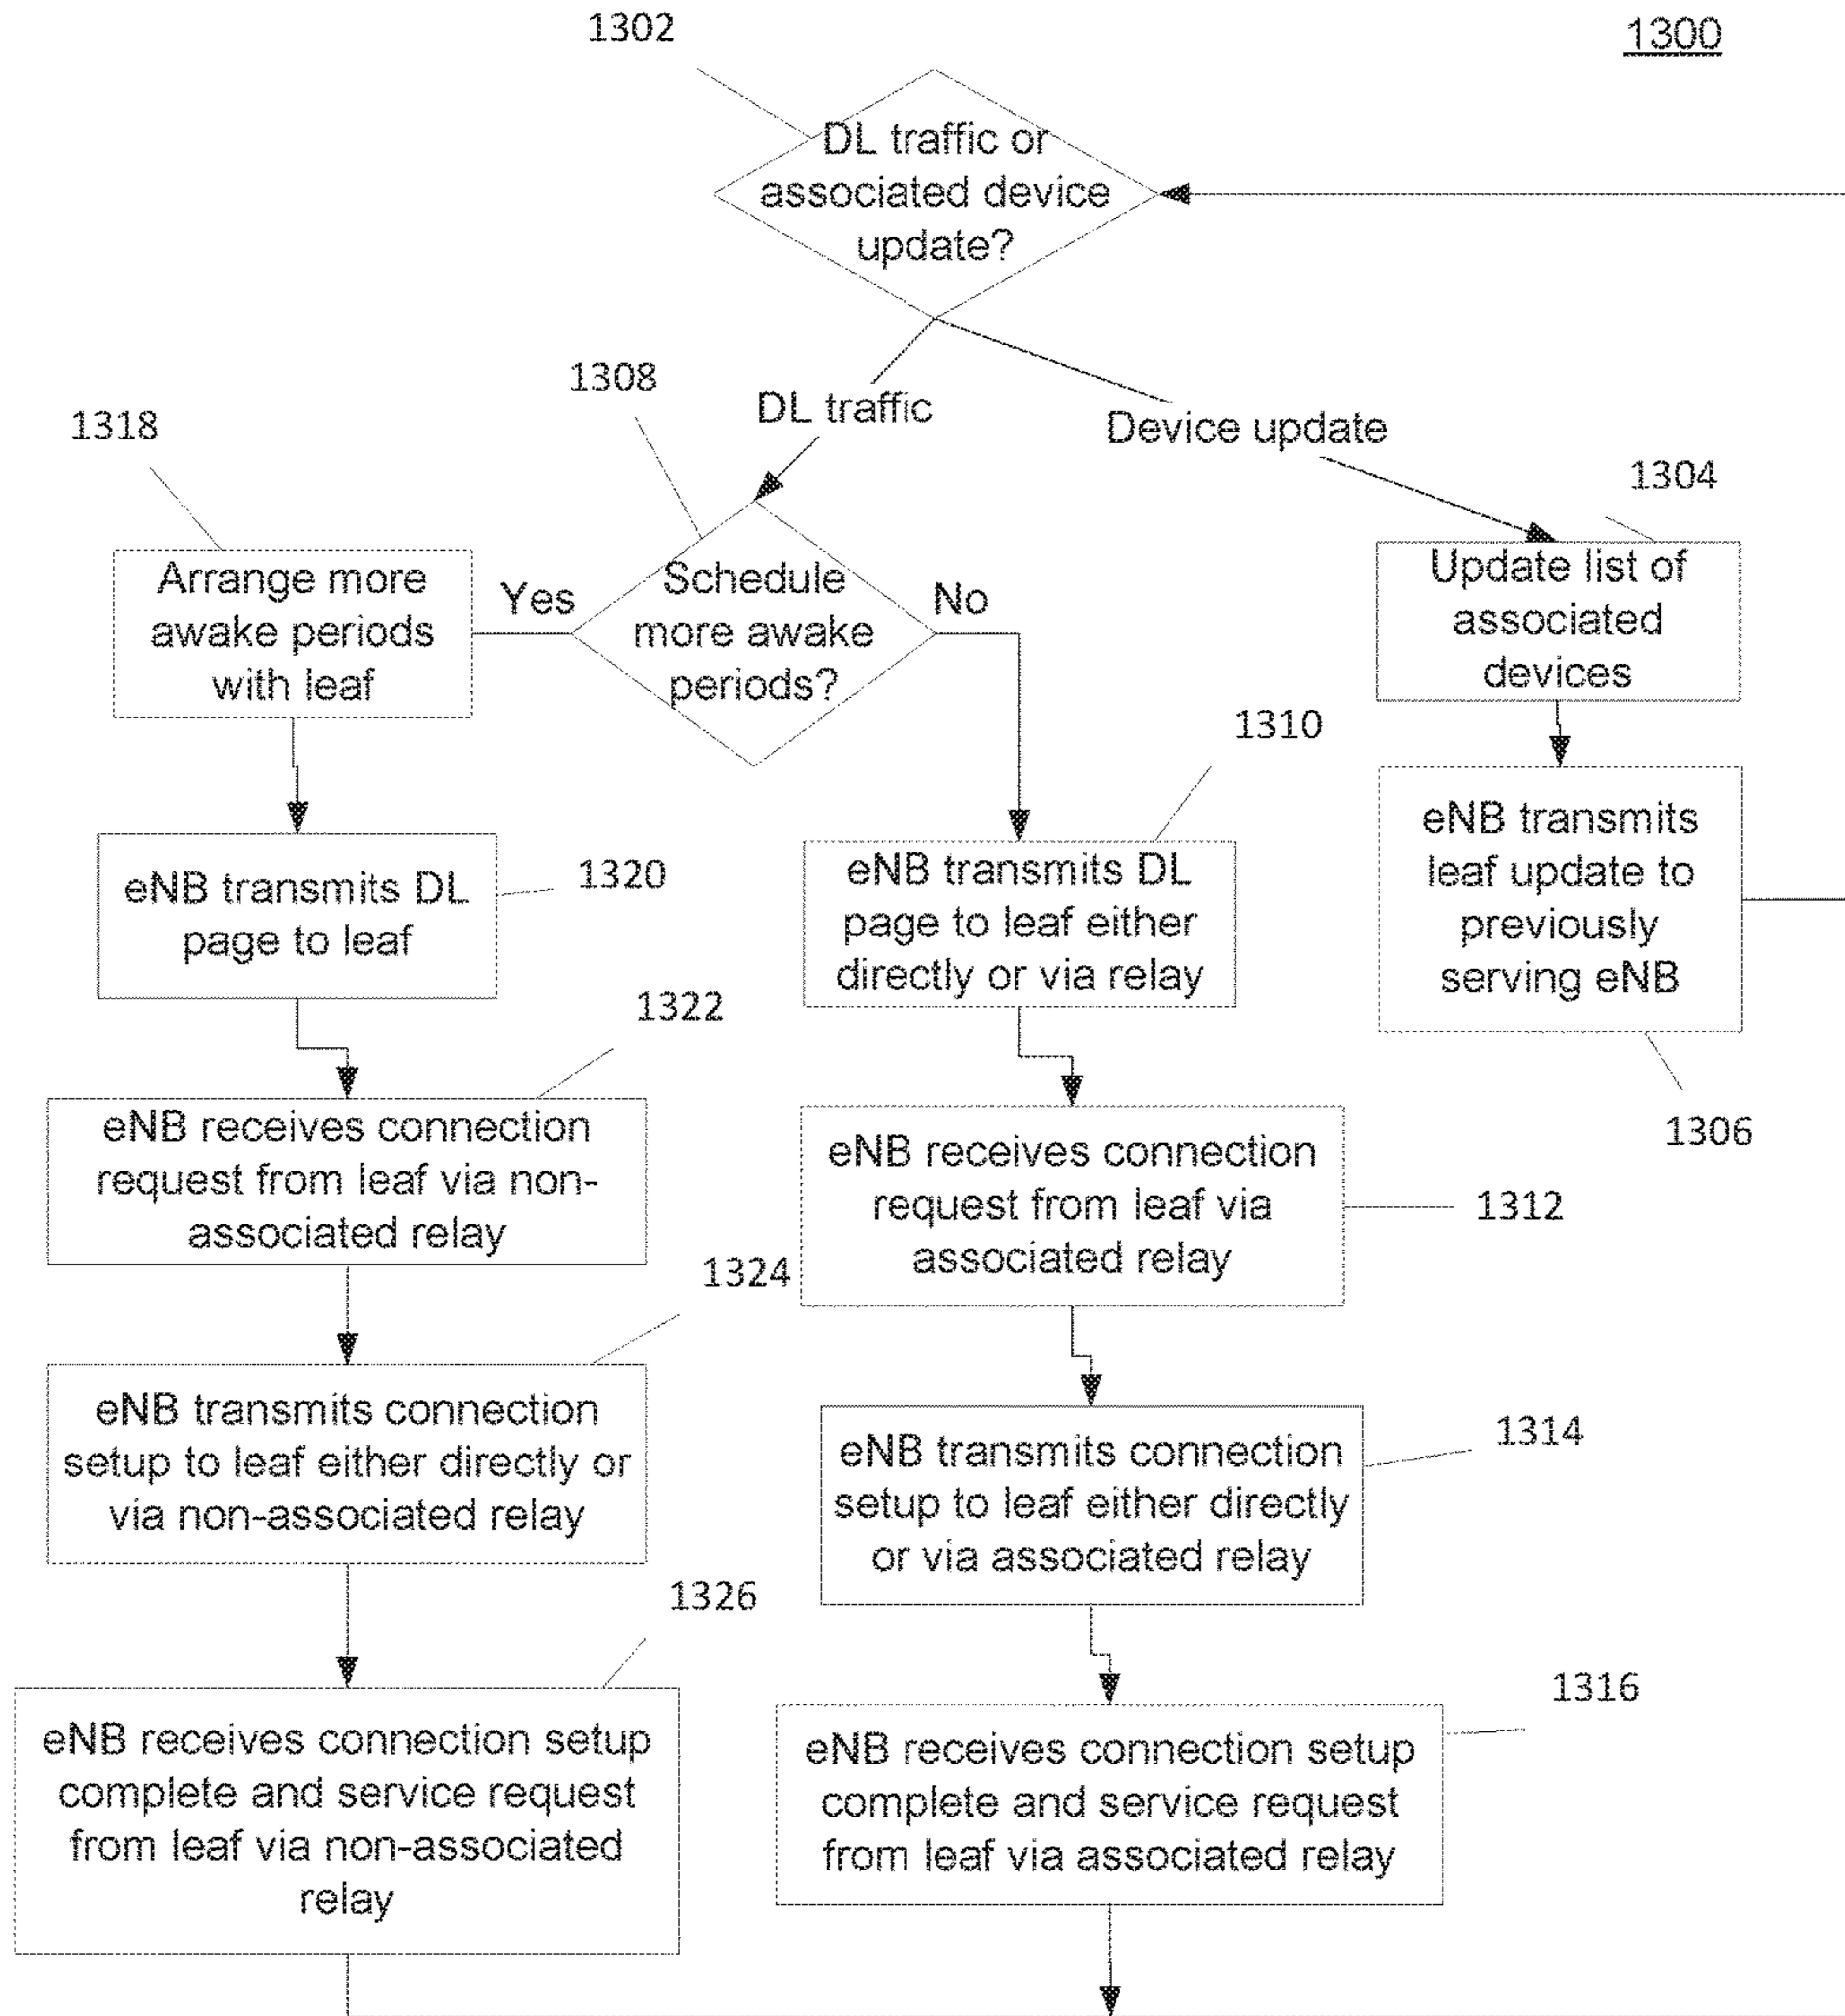 1302
1300
DL traffic or
associated device
update?
1308
DL traffic
Device update
1318
1304
Arrange more
awake periods
with leaf
Yes
Schedule
more awake
periods?
No
Update list of
associated
devices
1310
eNB transmits
leaf update to
previously
serving eNB
1306
eNB transmits DL
page to leaf
1320
eNB transmits DL
page to leaf either
directly or via relay
1322
eNB receives connection
request from leaf via non-
associated relay
eNB receives connection
request from leaf via
associated relay
1312
1324
eNB transmits connection
setup to leaf either directly or
via non-associated relay
eNB transmits connection
setup to leaf either directly
or via associated relay
1314
1326
eNB receives connection setup
complete and service request
from leaf via non-associated
relay
1316
eNB receives connection setup
complete and service request
from leaf via associated relay